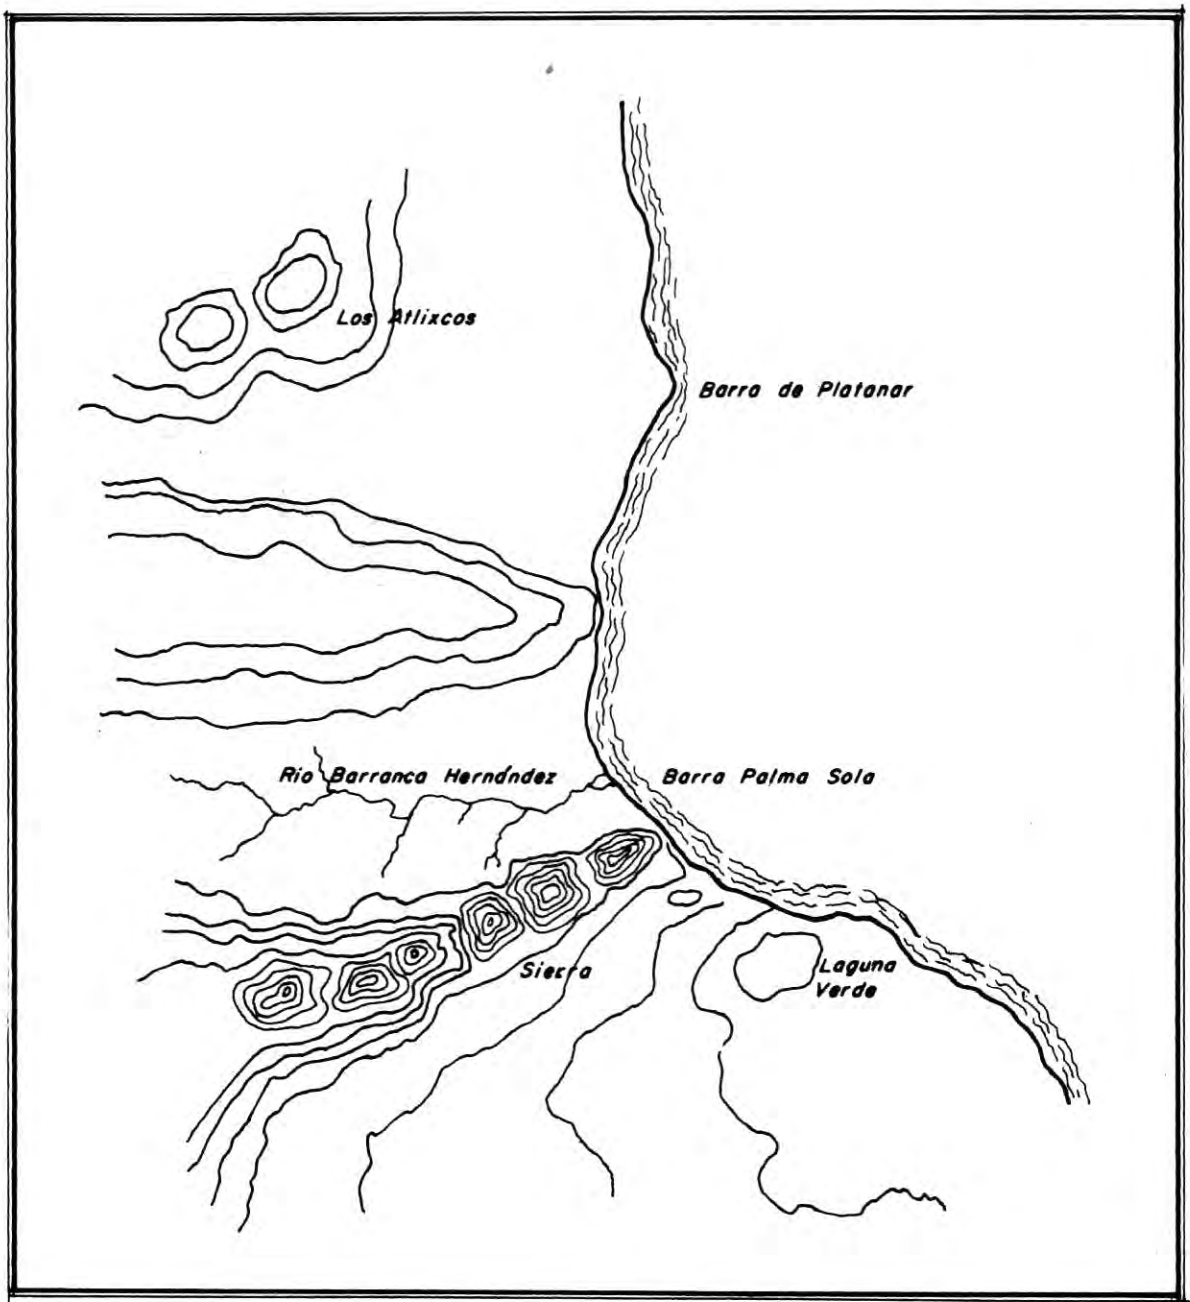 Los Atlixcos
Barra de Platanar
Rio Barranca Hernández
Barra Palma Sola
Sierra
Laguna
Verde